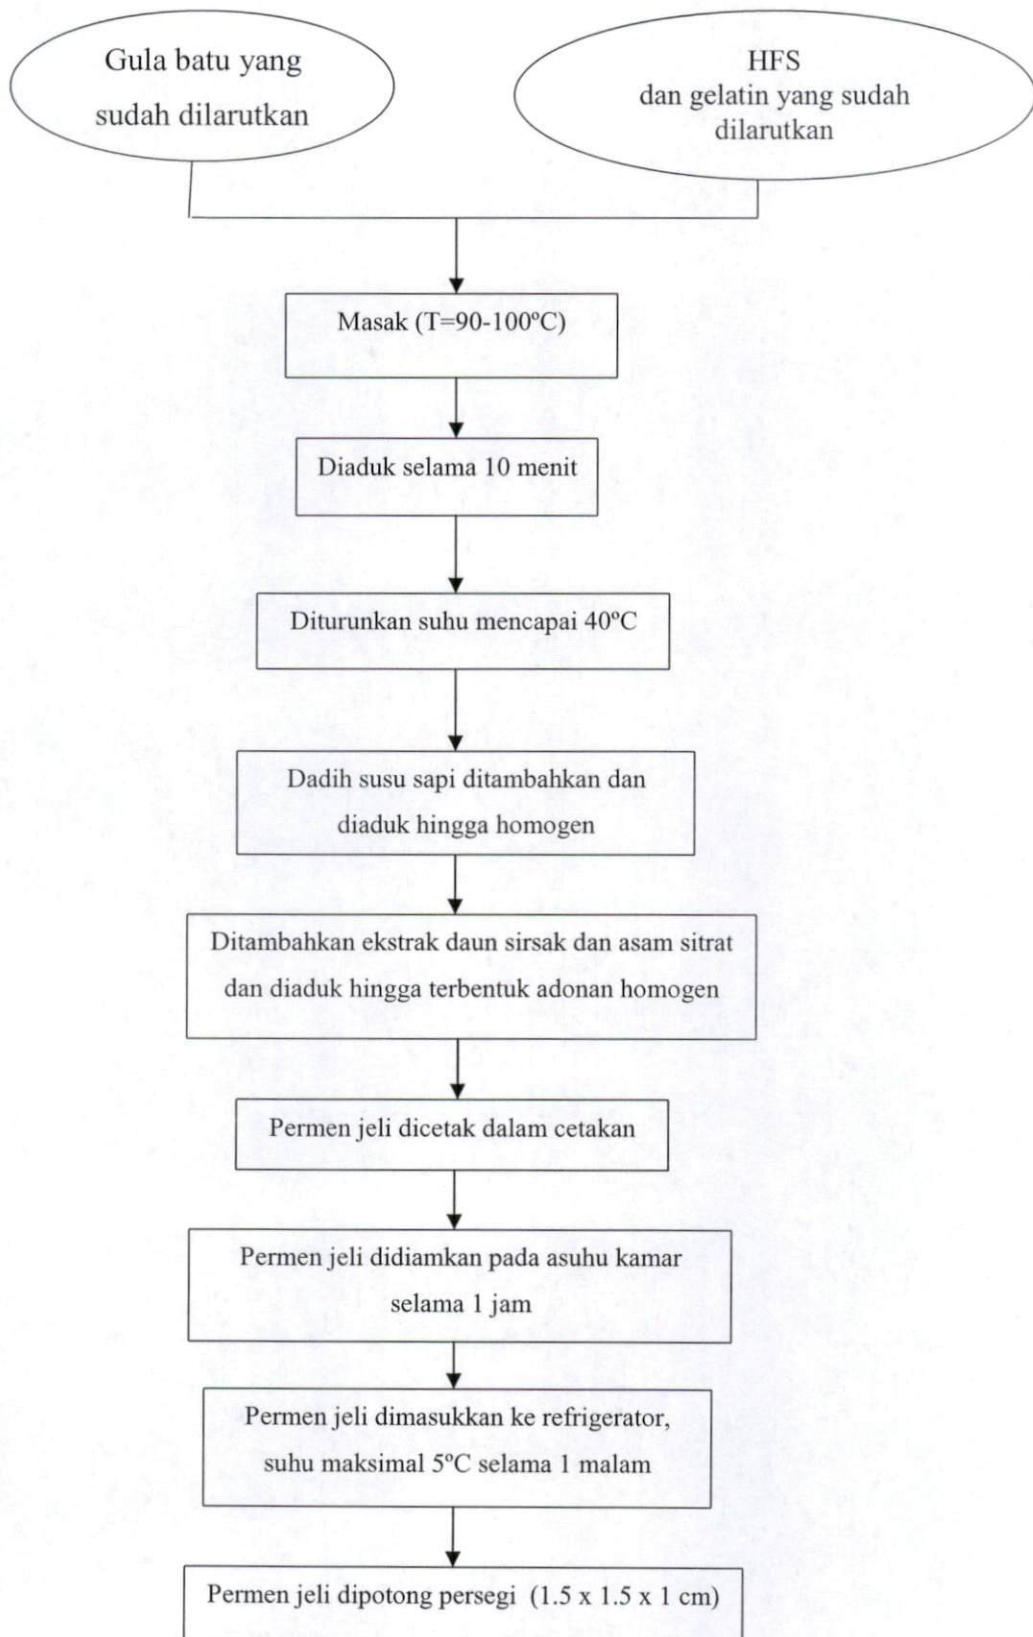 Gula batu yang
sudah dilarutkan
HFS
dan gelatin yang sudah
dilarutkan
Masak (T=90-100ºC)
Diaduk selama 10 menit
Diturunkan suhu mencapai 40ºC
Dadih susu sapi ditambahkan dan
diaduk hingga homogen
Ditambahkan ekstrak daun sirsak dan asam sitrat
dan diaduk hingga terbentuk adonan homogen
Permen jeli dicetak dalam cetakan
Permen jeli didiamkan pada asuhu kamar
selama 1 jam
Permen jeli dimasukkan ke refrigerator,
suhu maksimal 5ºC selama 1 malam
Permen jeli dipotong persegi (1.5 x 1.5 x 1 cm)